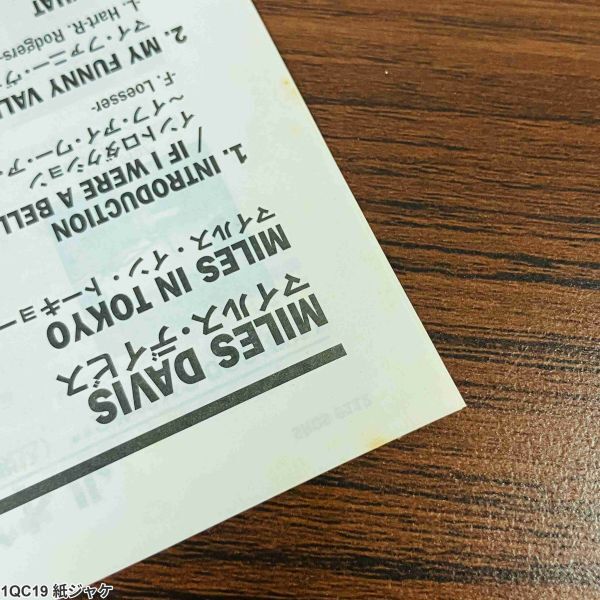 MILES DAVIS
マイルス・デイビス
MILES IN TOKYO
マイルス・イン・トーキョー
1. INTRODUCTION
/ IF I WERE A BELL
イントロダクション
~イフ・アイ・ワー・ア・
-F. Loesser-
2. MY FUNNY VAL
マイ・ファニー・ヴ
-L. Hart-R. Rodgers-
HAT
SICP 5119
1QC19 紙ジャケ